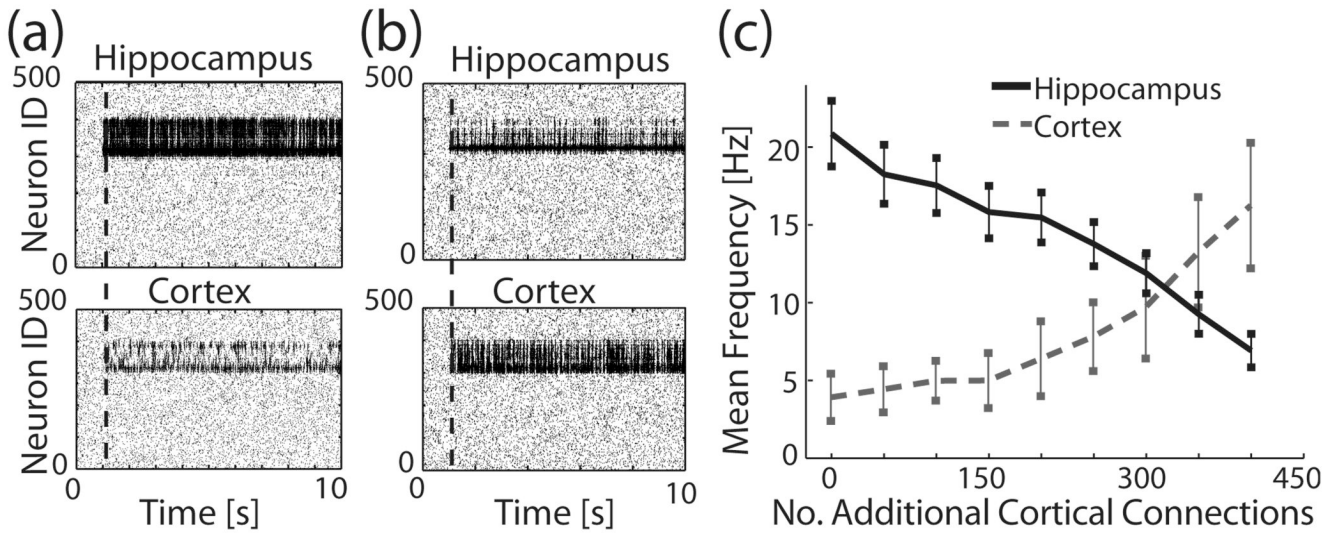 (a)
Hippocampus
500
Neuron ID
0
Cortex
500
Neuron ID
0
0
10
Time [s]
(b)
Hippocampus
500
0
Cortex
500
0
0
10
Time [s]
(c)
Hippocampus
Cortex
Mean Frequency [Hz]
20
15
10
5
0
0
150
300
450
No. Additional Cortical Connections